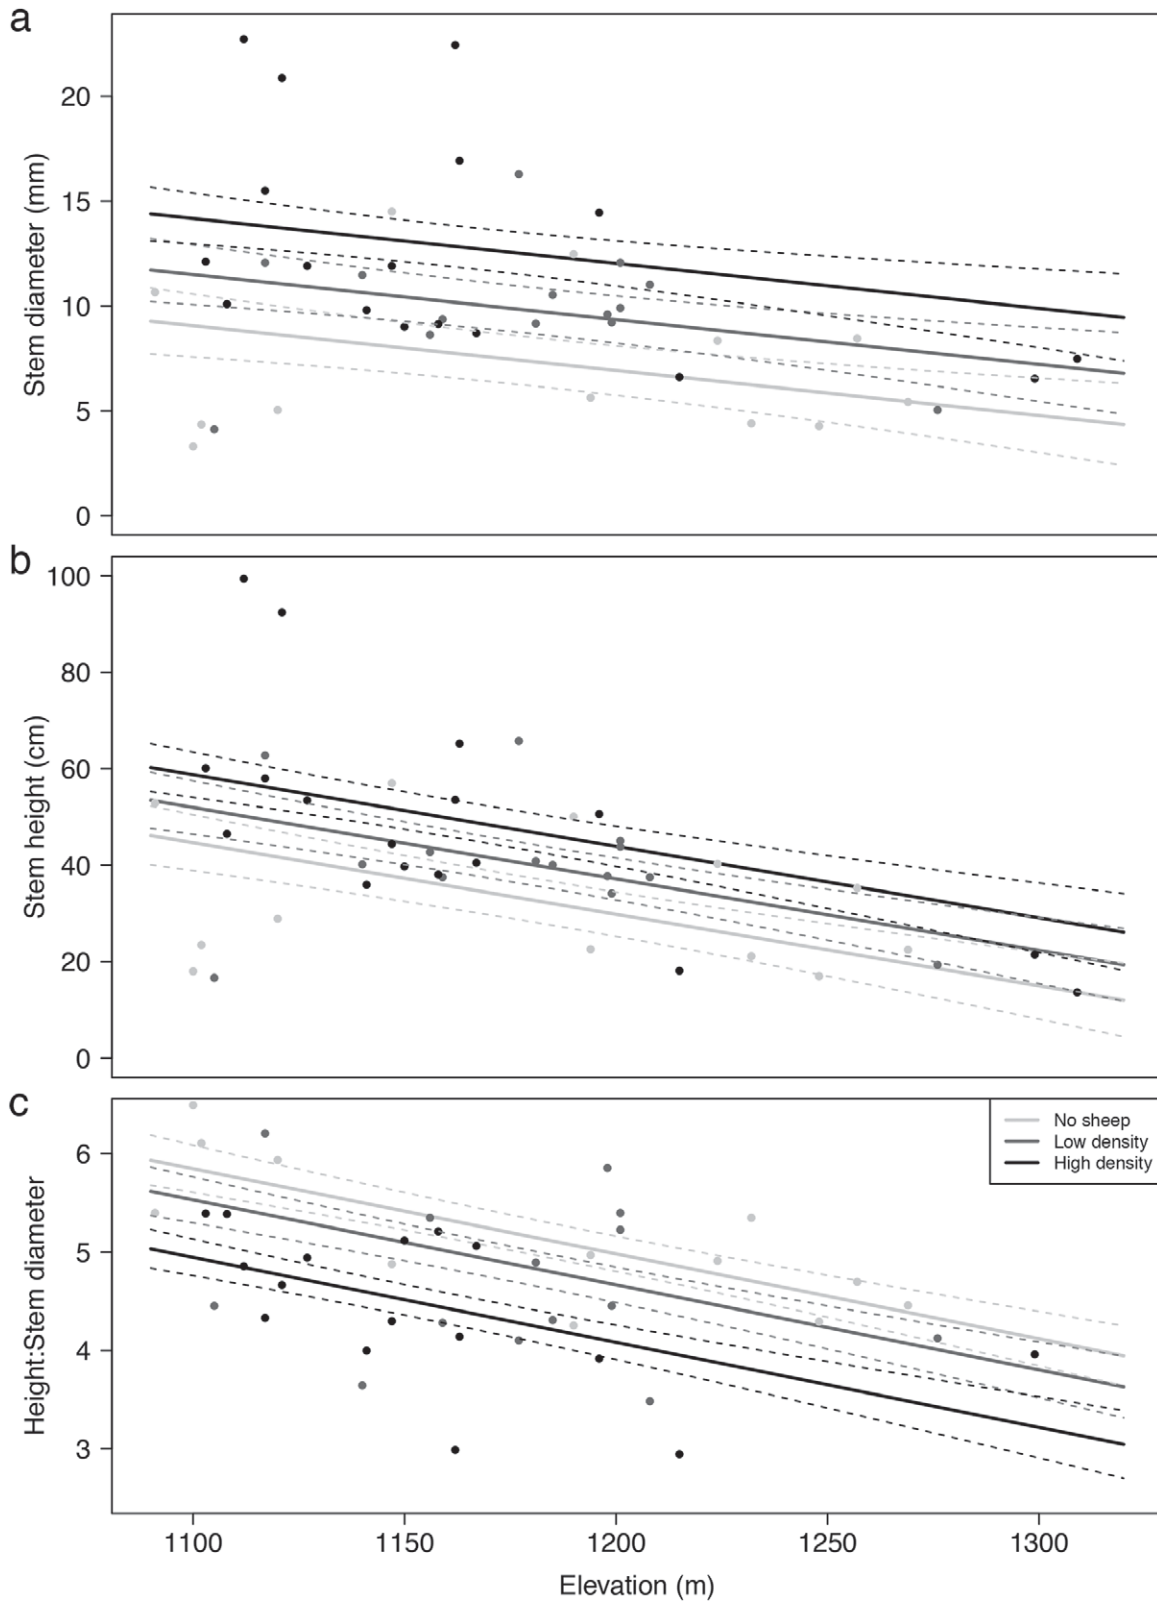 a
Stem diameter (mm)
20
15
10
5
0
b
Stem height (cm)
100
80
60
40
20
0
c
Height:Stem diameter
6
5
4
3
No sheep
Low density
High density
1100 1150 1200 1250 1300
Elevation (m)